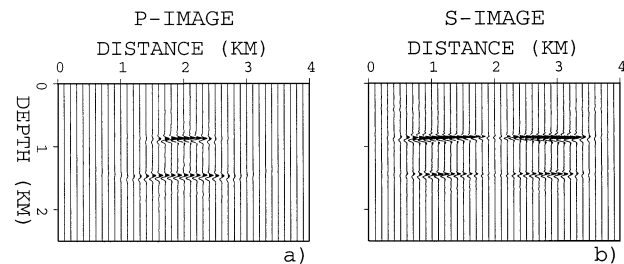 P-IMAGE
DISTANCE (KM)
0 1 2 3 4
0
1
2
DEPTH (KM)
a)
S-IMAGE
DISTANCE (KM)
0 1 2 3 4
b)